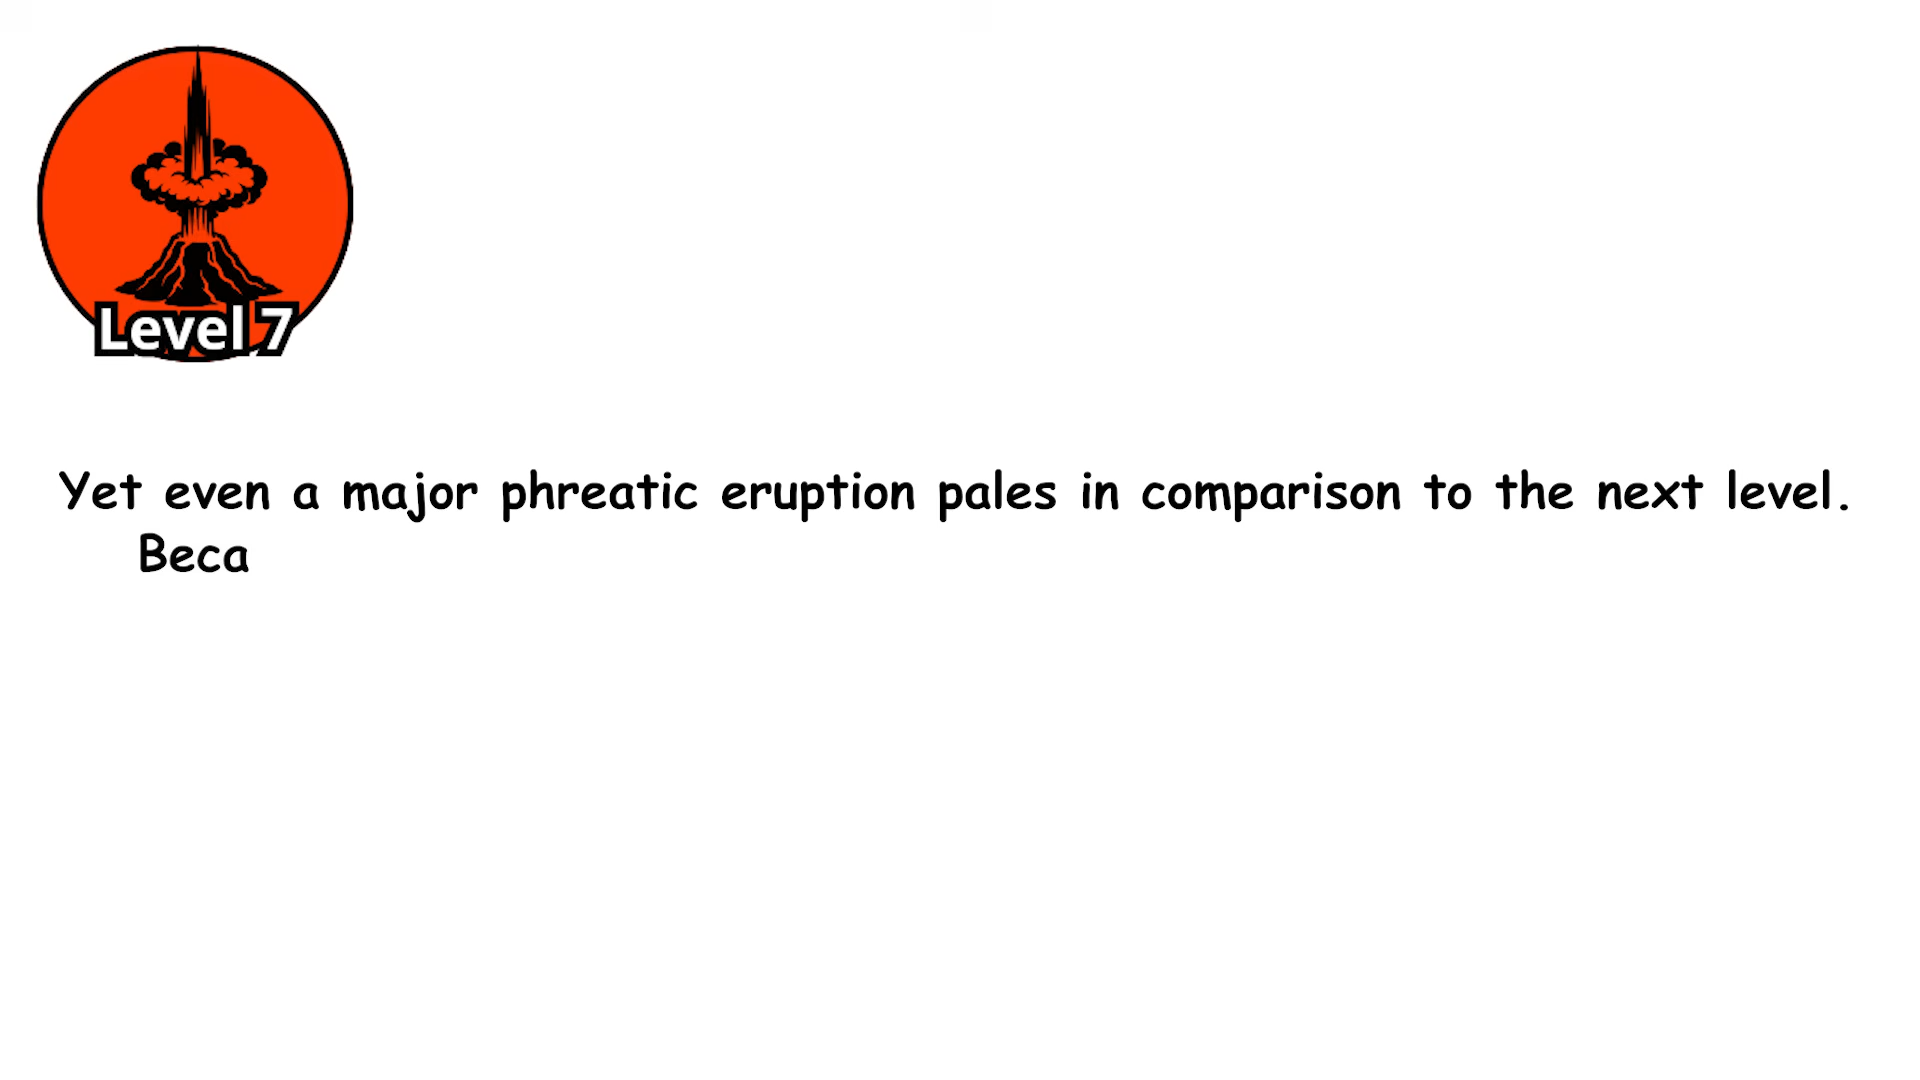 Level 7
Yet even a major phreatic eruption pales in comparison to the next level.
Beca